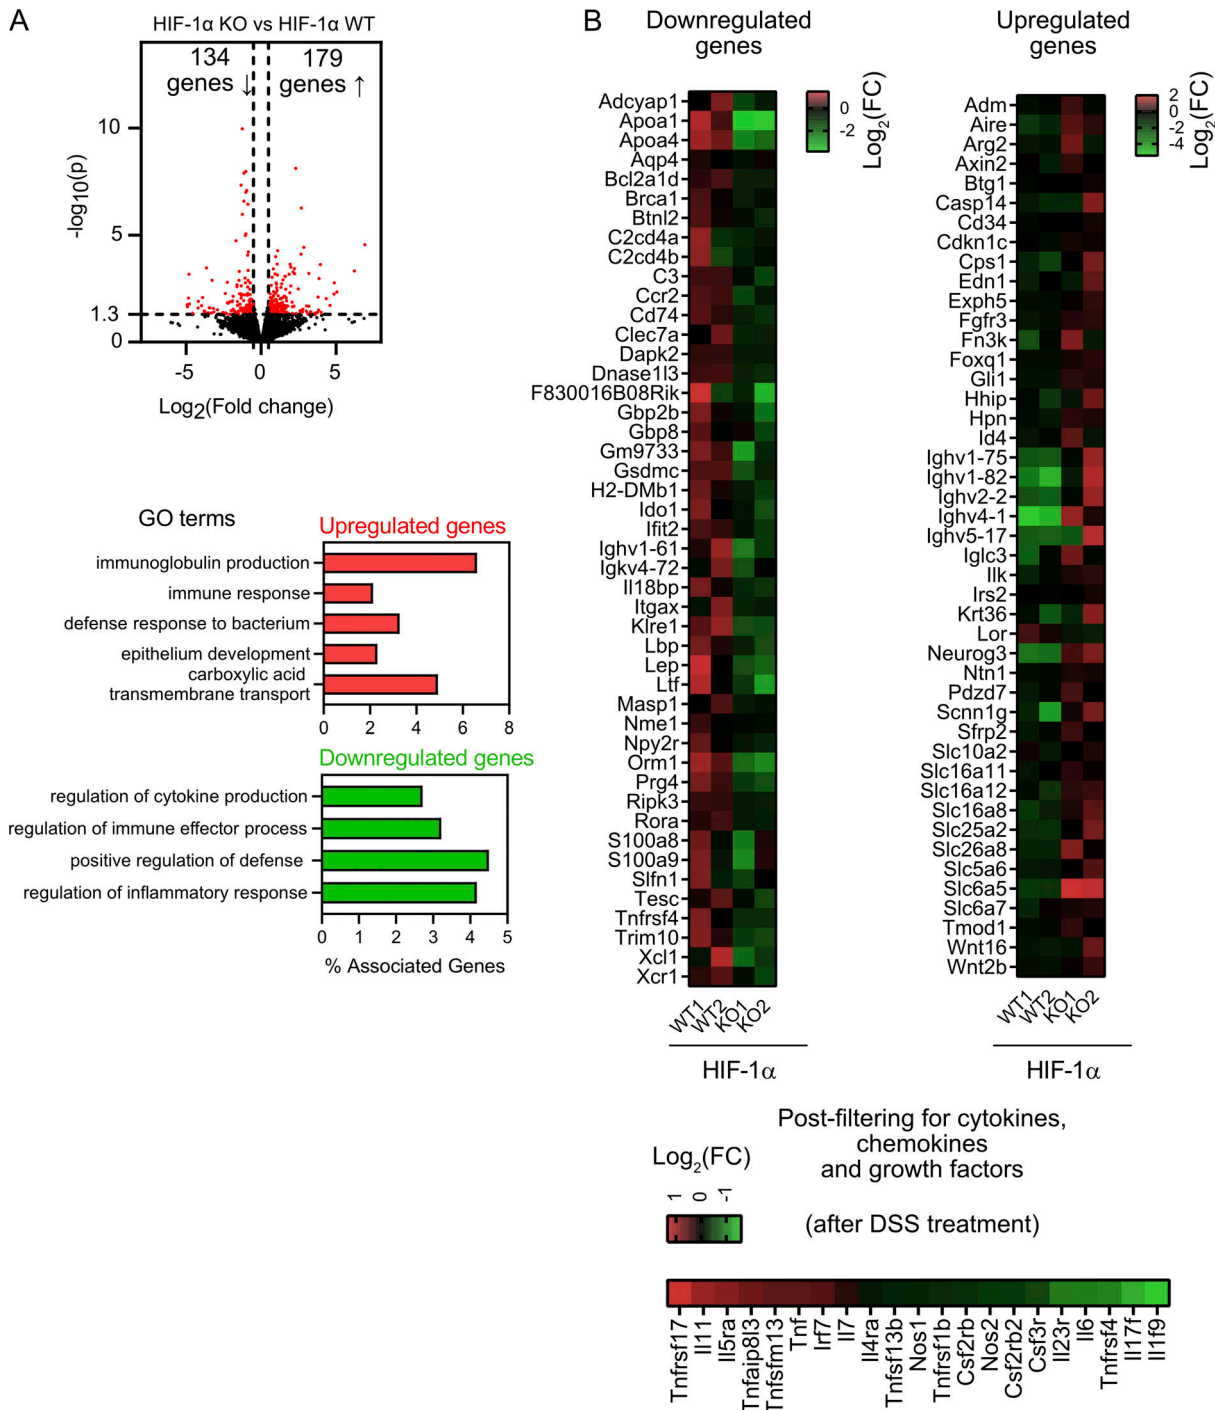 A
HIF-1α KO vs HIF-1α WT
134
genes ↓
179
genes ↑
-log10(p)
10
5
1.3
0
-5
0
5
Log2(Fold change)
GO terms
Upregulated genes
immunoglobulin production
immune response
defense response to bacterium
epithelium development
carboxylic acid
transmembrane transport
0 2 4 6 8
Downregulated genes
regulation of cytokine production
regulation of immune effector process
positive regulation of defense
regulation of inflammatory response
0 1 2 3 4 5
% Associated Genes
B
Downregulated
genes
Adcyap1
Apoa1
Apoa4
Aqp4
Bcl2a1d
Brca1
Btnl2
C2cd4a
C2cd4b
C3
Ccr2
Cd74
Clec7a
Dapk2
Dnase1l3
F830016B08Rik
Gbp2b
Gbp8
Gm9733
Gsdmc
H2-DMb1
Ido1
Ifit2
Ighv1-61
Igkv4-72
Il18bp
Itgax
Klre1
Lbp
Lep
Ltf
Masp1
Nme1
Npy2r
Orm1
Prg4
Ripk3
Rora
S100a8
S100a9
Slfn1
Tesc
Tnfrsf4
Trim10
Xcl1
Xcr1
0
-2
Log2(FC)
WT1
WT2
KO1
KO2
HIF-1α
Upregulated
genes
Adm
Aire
Arg2
Axin2
Btg1
Casp14
Cd34
Cdkn1c
Cps1
Edn1
Exph5
Fgfr3
Fn3k
Foxq1
Gli1
Hhip
Hpn
Id4
Ighv1-75
Ighv1-82
Ighv2-2
Ighv4-1
Ighv5-17
Iglc3
Ilk
Irs2
Krt36
Lor
Neurog3
Ntn1
Pdzd7
Scnn1g
Sfrp2
Slc10a2
Slc16a11
Slc16a12
Slc16a8
Slc25a2
Slc26a8
Slc5a6
Slc6a5
Slc6a7
Tmod1
Wnt16
Wnt2b
2
0
-2
-4
Log2(FC)
WT1
WT2
KO1
KO2
HIF-1α
Post-filtering for cytokines,
chemokines
and growth factors
(after DSS treatment)
Log2(FC)
1
0
-1
Tnfrsf17
Il11
Il5ra
Tnfaip8l3
Tnfsfm13
Tnf
Irf7
Il7
Il4ra
Tnfsf13b
Nos1
Tnfrsf1b
Csf2rb
Nos2
Csf2rb2
Csf3r
Il23r
Il6
Tnfrsf4
Il17f
Il1f9